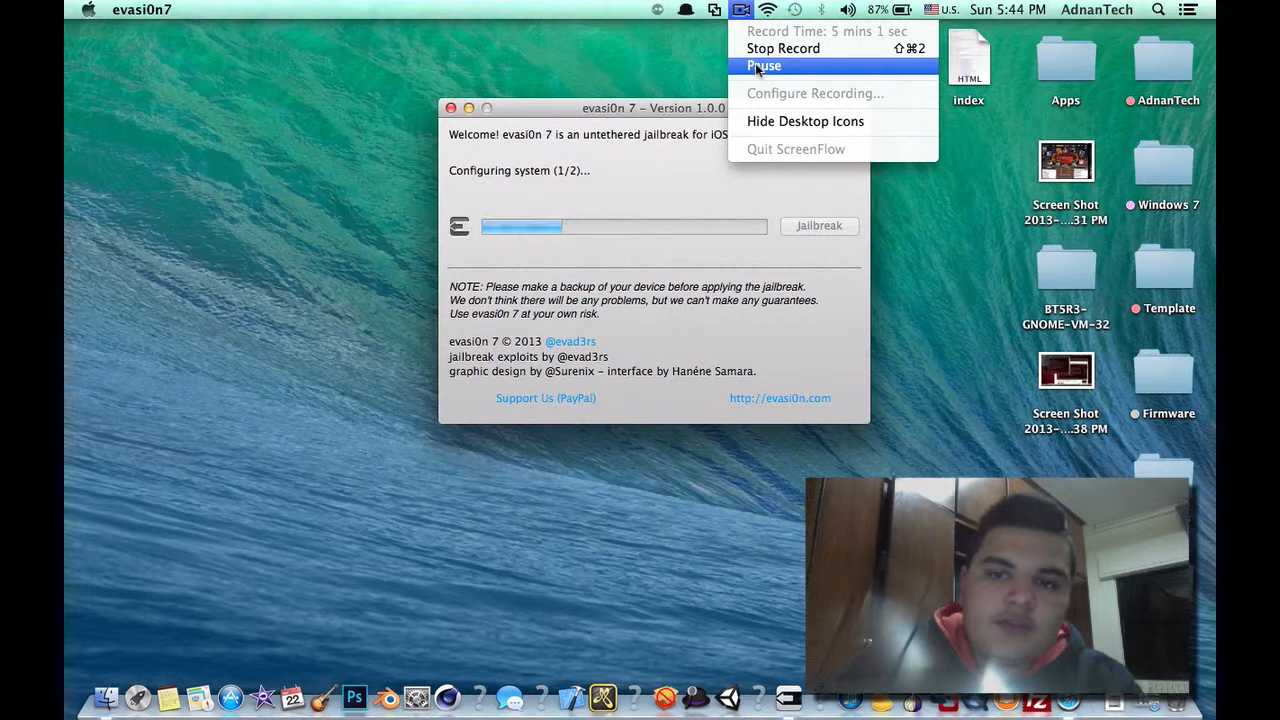 evasi0n7
87%
U.S.
Sun 5:44 PM
AdnanTech
Record Time: 5 mins 1 sec
Stop Record ⇧⌘2
Pause
Configure Recording...
Hide Desktop Icons
Quit ScreenFlow
evasi0n 7 – Version 1.0.0
Welcome! evasi0n 7 is an untethered jailbreak for iOS
Configuring system (1/2)...
Jailbreak
NOTE: Please make a backup of your device before applying the jailbreak.
We don't think there will be any problems, but we can't make any guarantees.
Use evasi0n 7 at your own risk.
evasi0n 7 © 2013 @evad3rs
jailbreak exploits by @evad3rs
graphic design by @Surenix – interface by Hanéne Samara.
Support Us (PayPal)
http://evasi0n.com
HTML
index
Apps
AdnanTech
Screen Shot
2013-....31 PM
Windows 7
BT5R3-
GNOME-VM-32
Template
Screen Shot
2013-....38 PM
Firmware
22
Ps